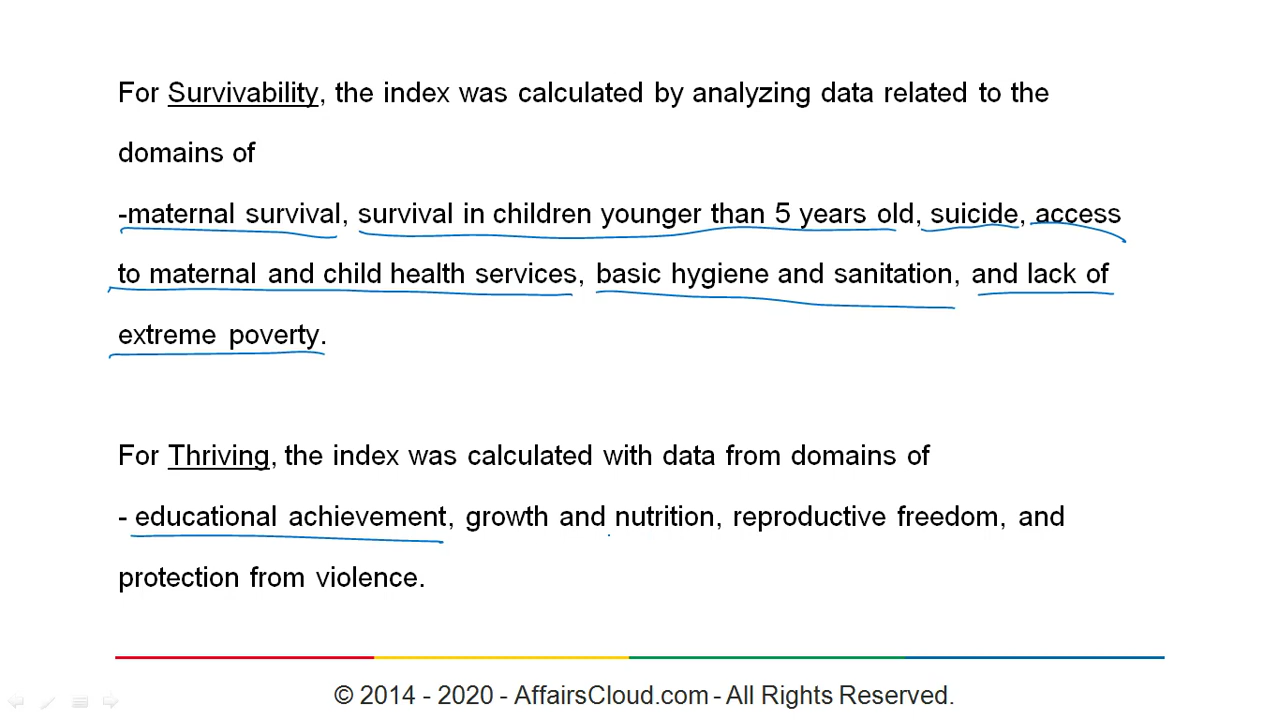 For Survivability, the index was calculated by analyzing data related to the
domains of
-maternal survival, survival in children younger than 5 years old, suicide, access
to maternal and child health services, basic hygiene and sanitation, and lack of
extreme poverty.
For Thriving, the index was calculated with data from domains of
- educational achievement, growth and nutrition, reproductive freedom, and
protection from violence.
© 2014 - 2020 - AffairsCloud.com - All Rights Reserved.